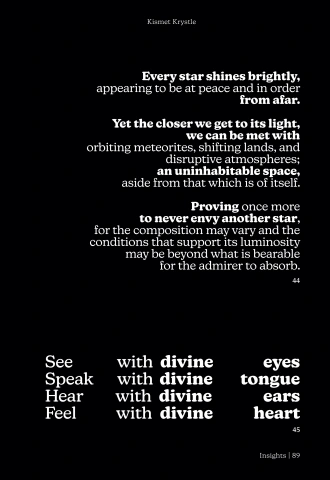 Kismet Krystle
Every star shines brightly,
appearing to be at peace and in order
from afar.
Yet the closer we get to its light,
we can be met with
orbiting meteorites, shifting lands, and
disruptive atmospheres;
an uninhabitable space,
aside from that which is of itself.
Proving once more
to never envy another star,
for the composition may vary and the
conditions that support its luminosity
may be beyond what is bearable
for the admirer to absorb.
44
See with divine eyes
Speak with divine tongue
Hear with divine ears
Feel with divine heart
45
Insights | 89